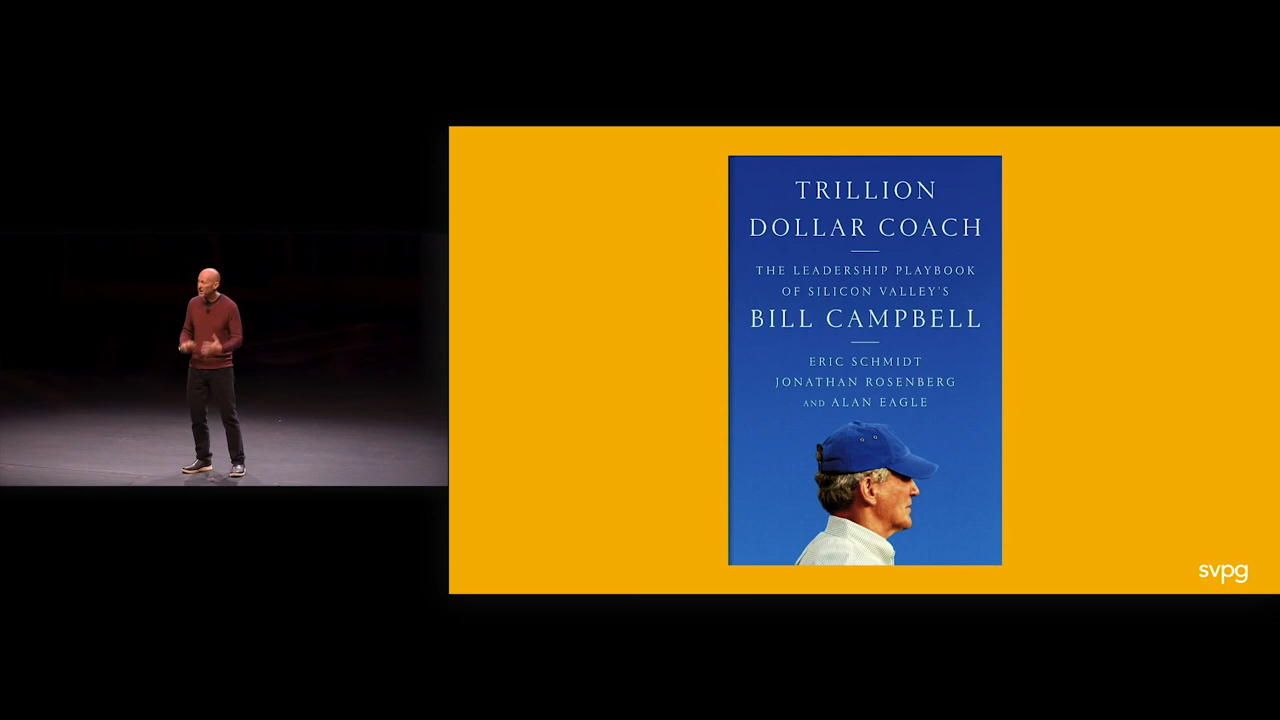 TRILLION
DOLLAR COACH
THE LEADERSHIP PLAYBOOK
OF SILICON VALLEY'S
BILL CAMPBELL
ERIC SCHMIDT
JONATHAN ROSENBERG
AND ALAN EAGLE
svpg